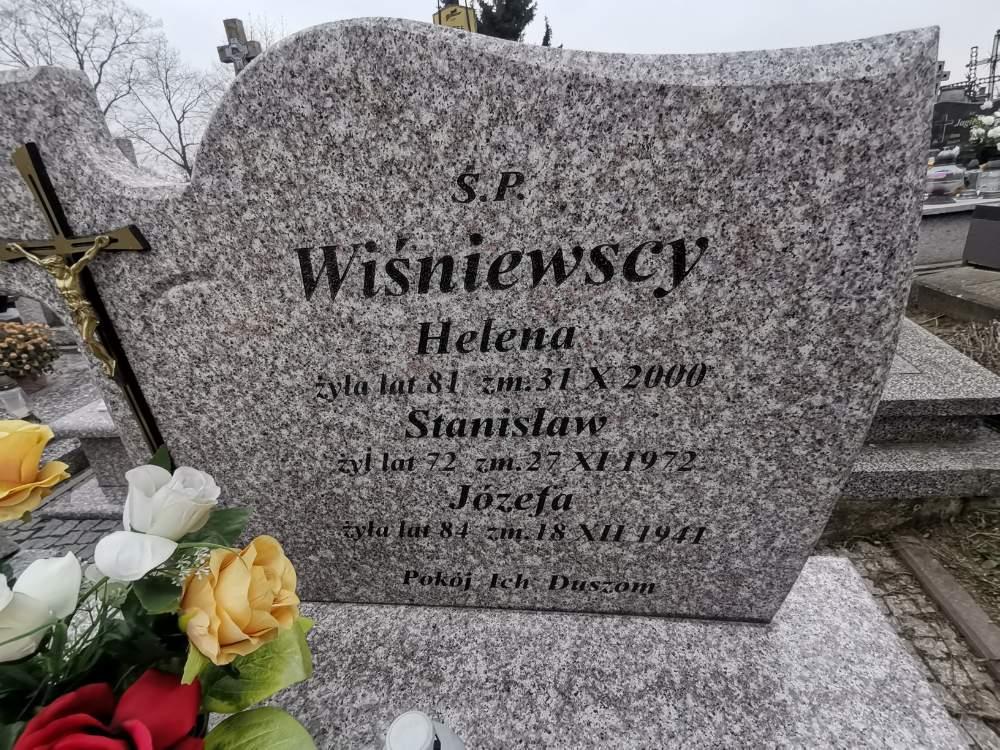 Ś.P.
Wiśniewscy
Helena
żyła lat 81 zm. 31 X 2000
Stanisław
żył lat 72 zm. 27 XI 1972
Józefa
żyła lat 84 zm. 18 XII 1941
Pokój Ich Duszom